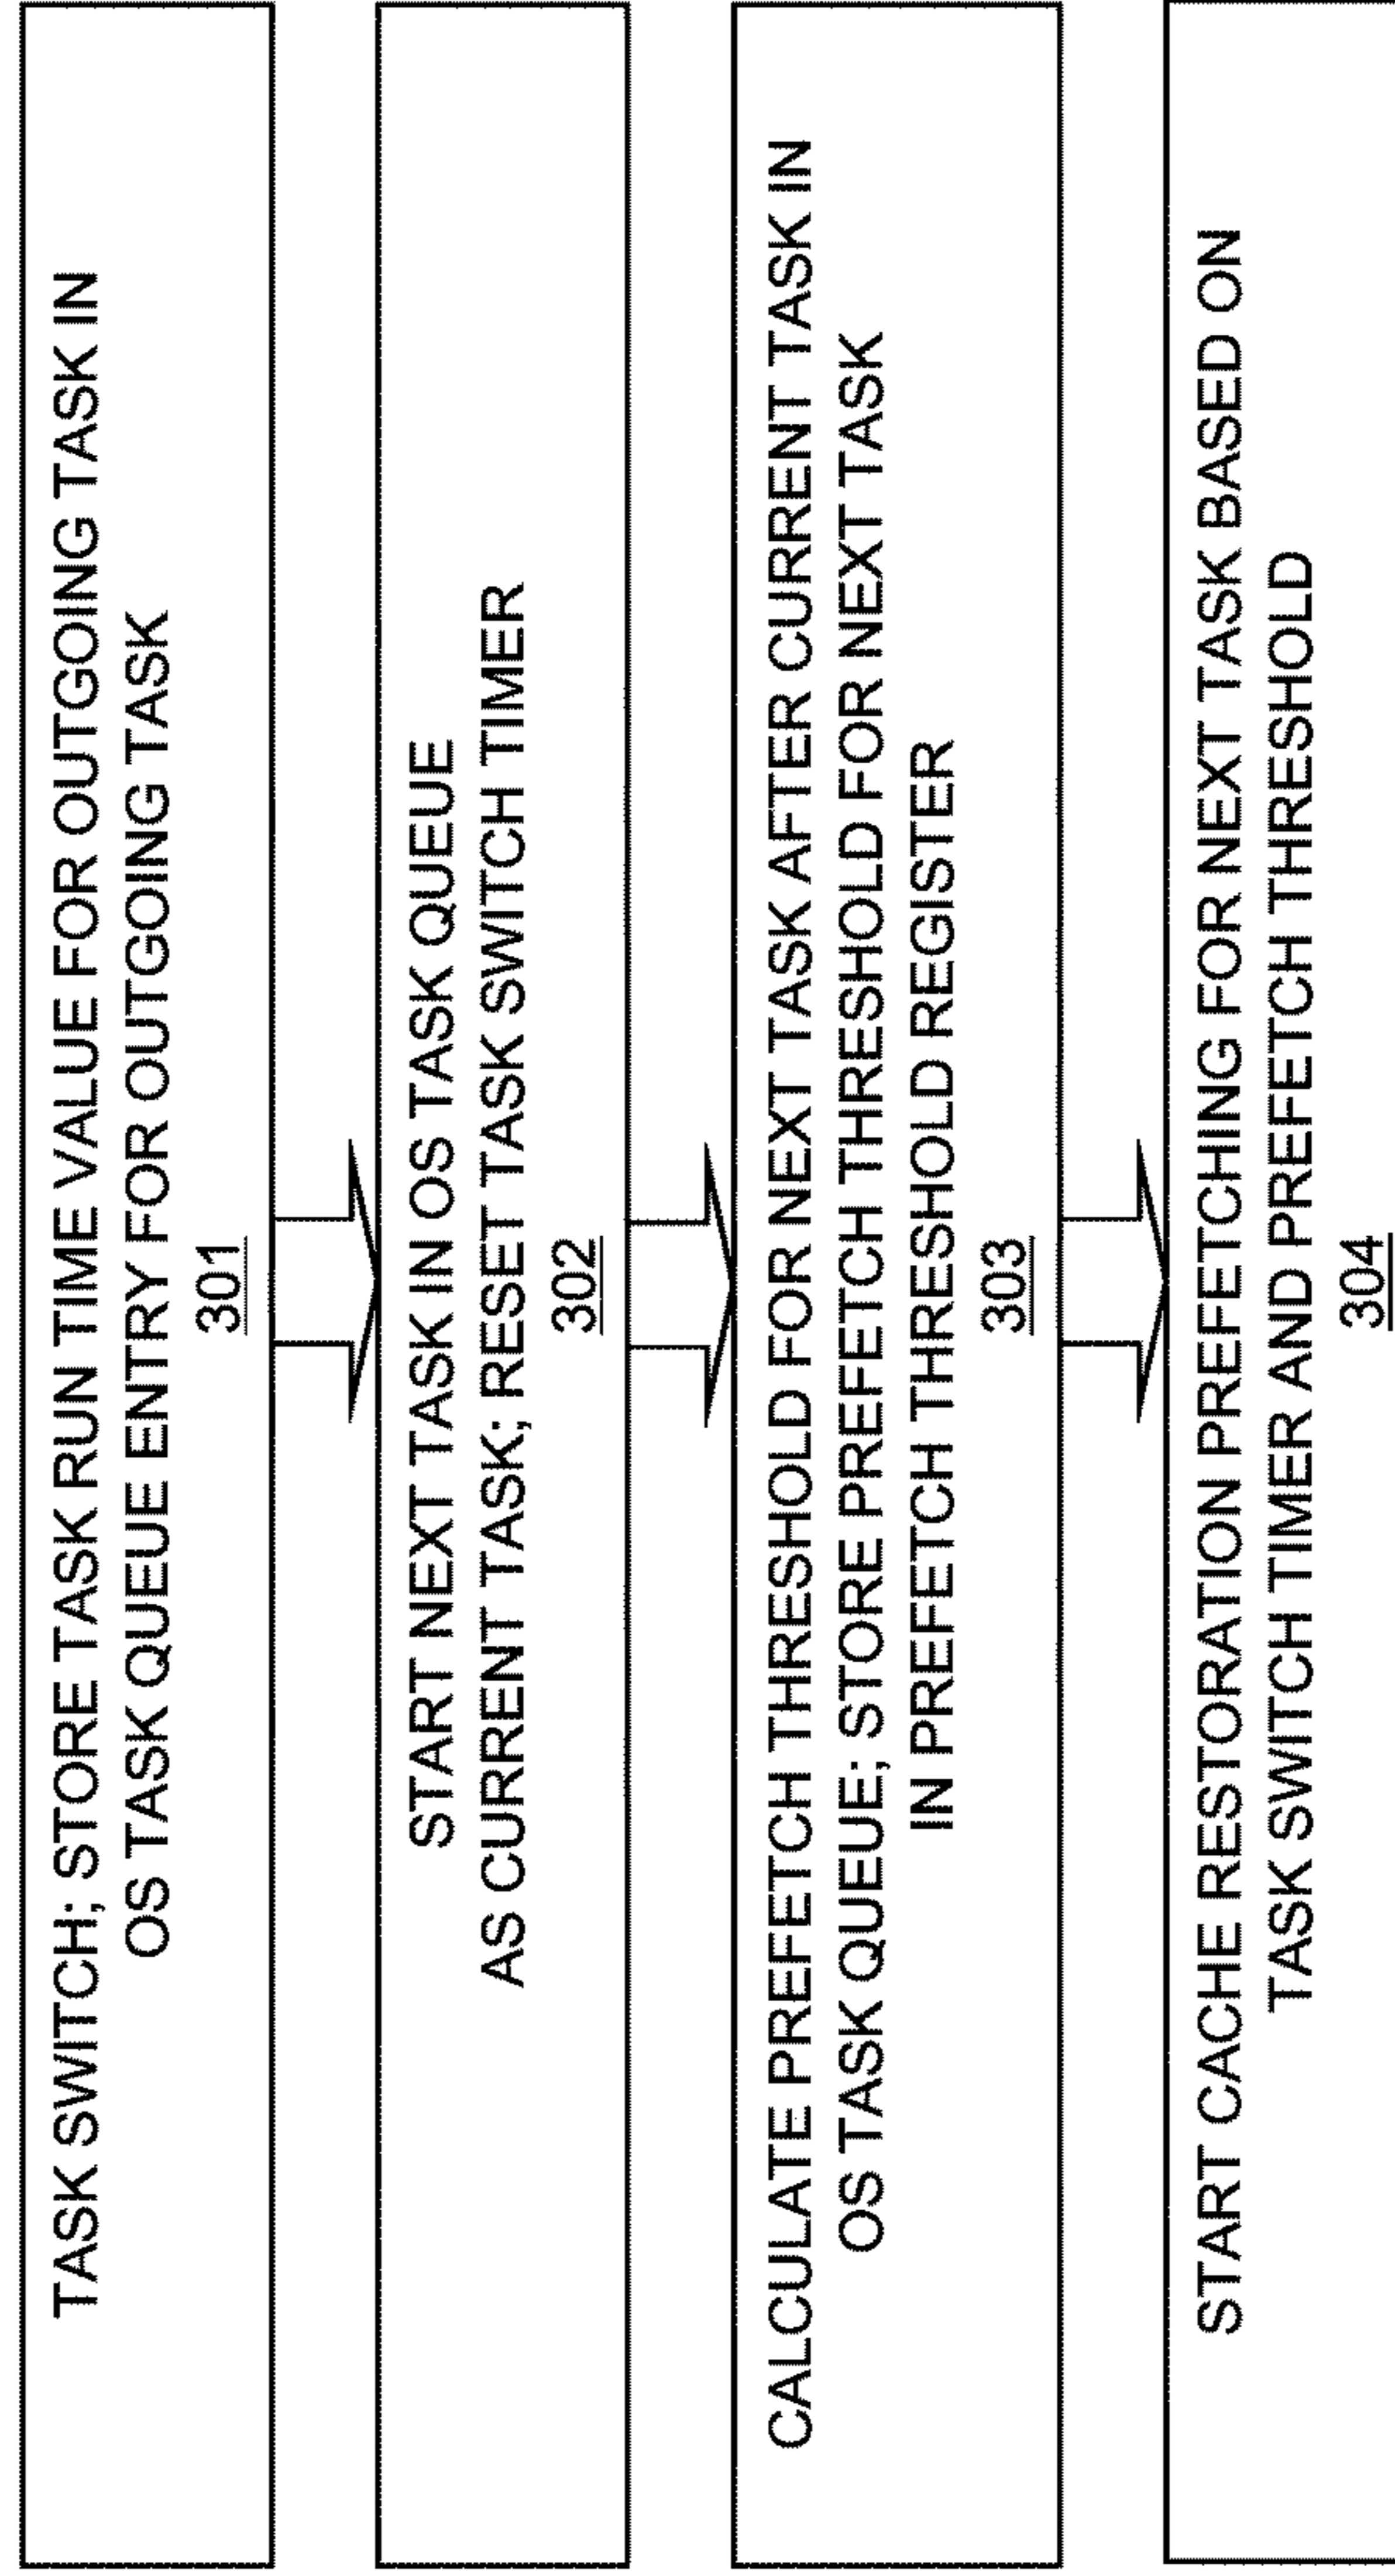 TASK SWITCH; STORE TASK RUN TIME VALUE FOR OUTGOING TASK IN
OS TASK QUEUE ENTRY FOR OUTGOING TASK
301
START NEXT TASK IN OS TASK QUEUE
AS CURRENT TASK; RESET TASK SWITCH TIMER
302
CALCULATE PREFETCH THRESHOLD FOR NEXT TASK AFTER CURRENT TASK IN
OS TASK QUEUE; STORE PREFETCH THRESHOLD FOR NEXT TASK
IN PREFETCH THRESHOLD REGISTER
303
START CACHE RESTORATION PREFETCHING FOR NEXT TASK BASED ON
TASK SWITCH TIMER AND PREFETCH THRESHOLD
304